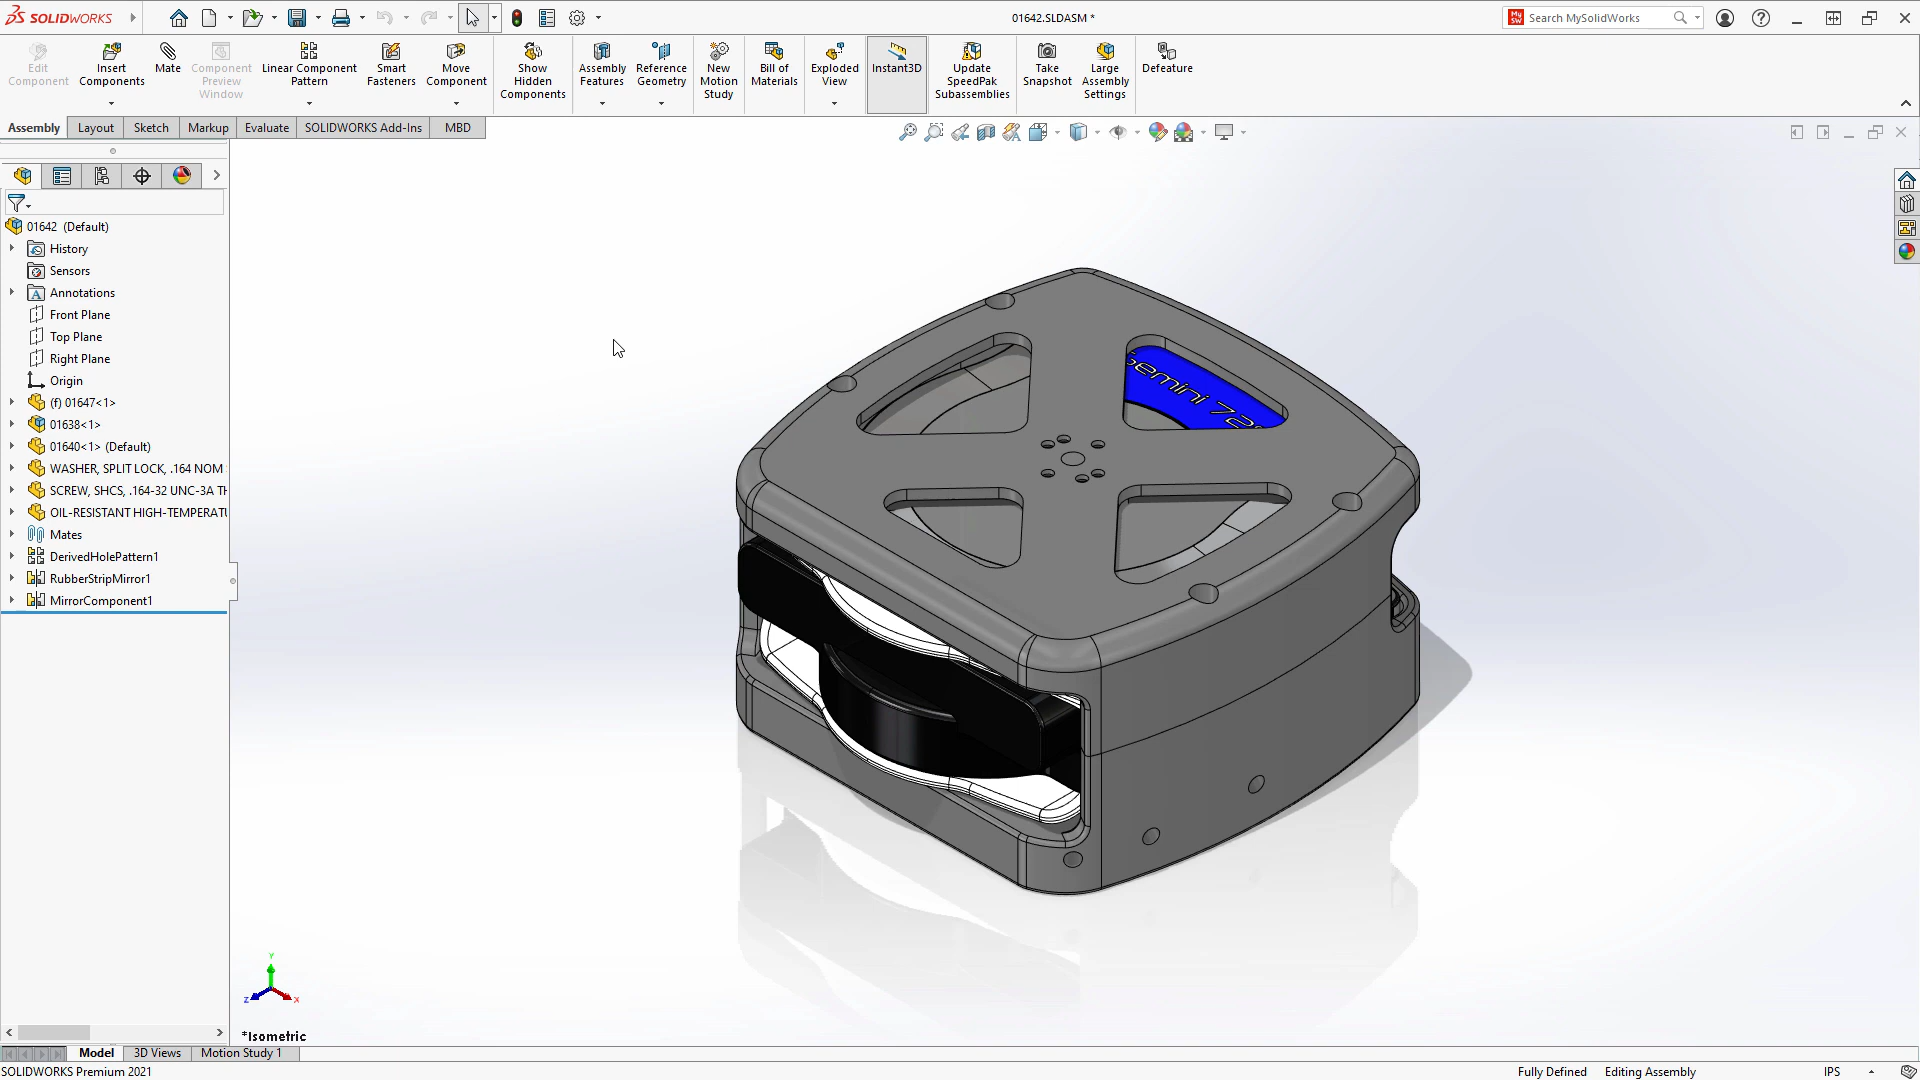 SOLIDWORKS
01642.SLDASM *
Search MySolidWorks
Edit Component
Insert Components
Mate
Component Preview Window
Linear Component Pattern
Smart Fasteners
Move Component
Show Hidden Components
Assembly Features
Reference Geometry
New Motion Study
Bill of Materials
Exploded View
Instant3D
Update SpeedPak Subassemblies
Take Snapshot
Large Assembly Settings
Defeature
Assembly
Layout
Sketch
Markup
Evaluate
SOLIDWORKS Add-Ins
MBD
01642 (Default)
History
Sensors
Annotations
Front Plane
Top Plane
Right Plane
Origin
(f) 01647<1>
01638<1>
01640<1> (Default)
WASHER, SPLIT LOCK, .164 NOM
SCREW, SHCS, .164-32 UNC-3A
OIL-RESISTANT
Mates
DerivedHolePattern1
RubberStripMirror1
MirrorComponent1
emini 72
Y
Z
X
*Isometric
Model
3D Views
Motion Study 1
SOLIDWORKS Premium 2021
Fully Defined
Editing Assembly
IPS